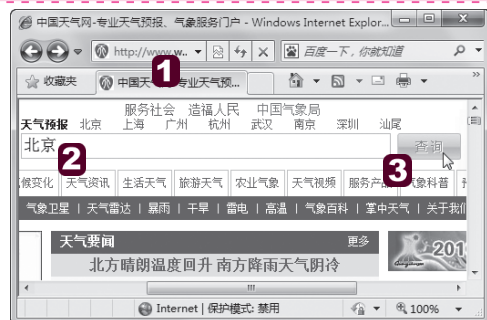 中国天气网-专业天气预报、气象服务门户 - Windows Internet Explor...
http://www.w..
百度一下，你就知道
收藏夹
中国天
专业天气预...
1
服务社会 造福人民 中国气象局
天气预报 北京 上海 广州 杭州 武汉 南京 深圳 汕尾
北京
查询
2
3
候变化 天气资讯 生活天气 旅游天气 农业气象 天气视频 服务产 气象科普
气象卫星 | 天气雷达 | 暴雨 | 干旱 | 雷电 | 高温 | 气象百科 | 掌中天气 | 关于我们
天气要闻 更多
201
北方晴朗温度回升 南方降雨天气阴冷
Internet | 保护模式: 禁用
100%